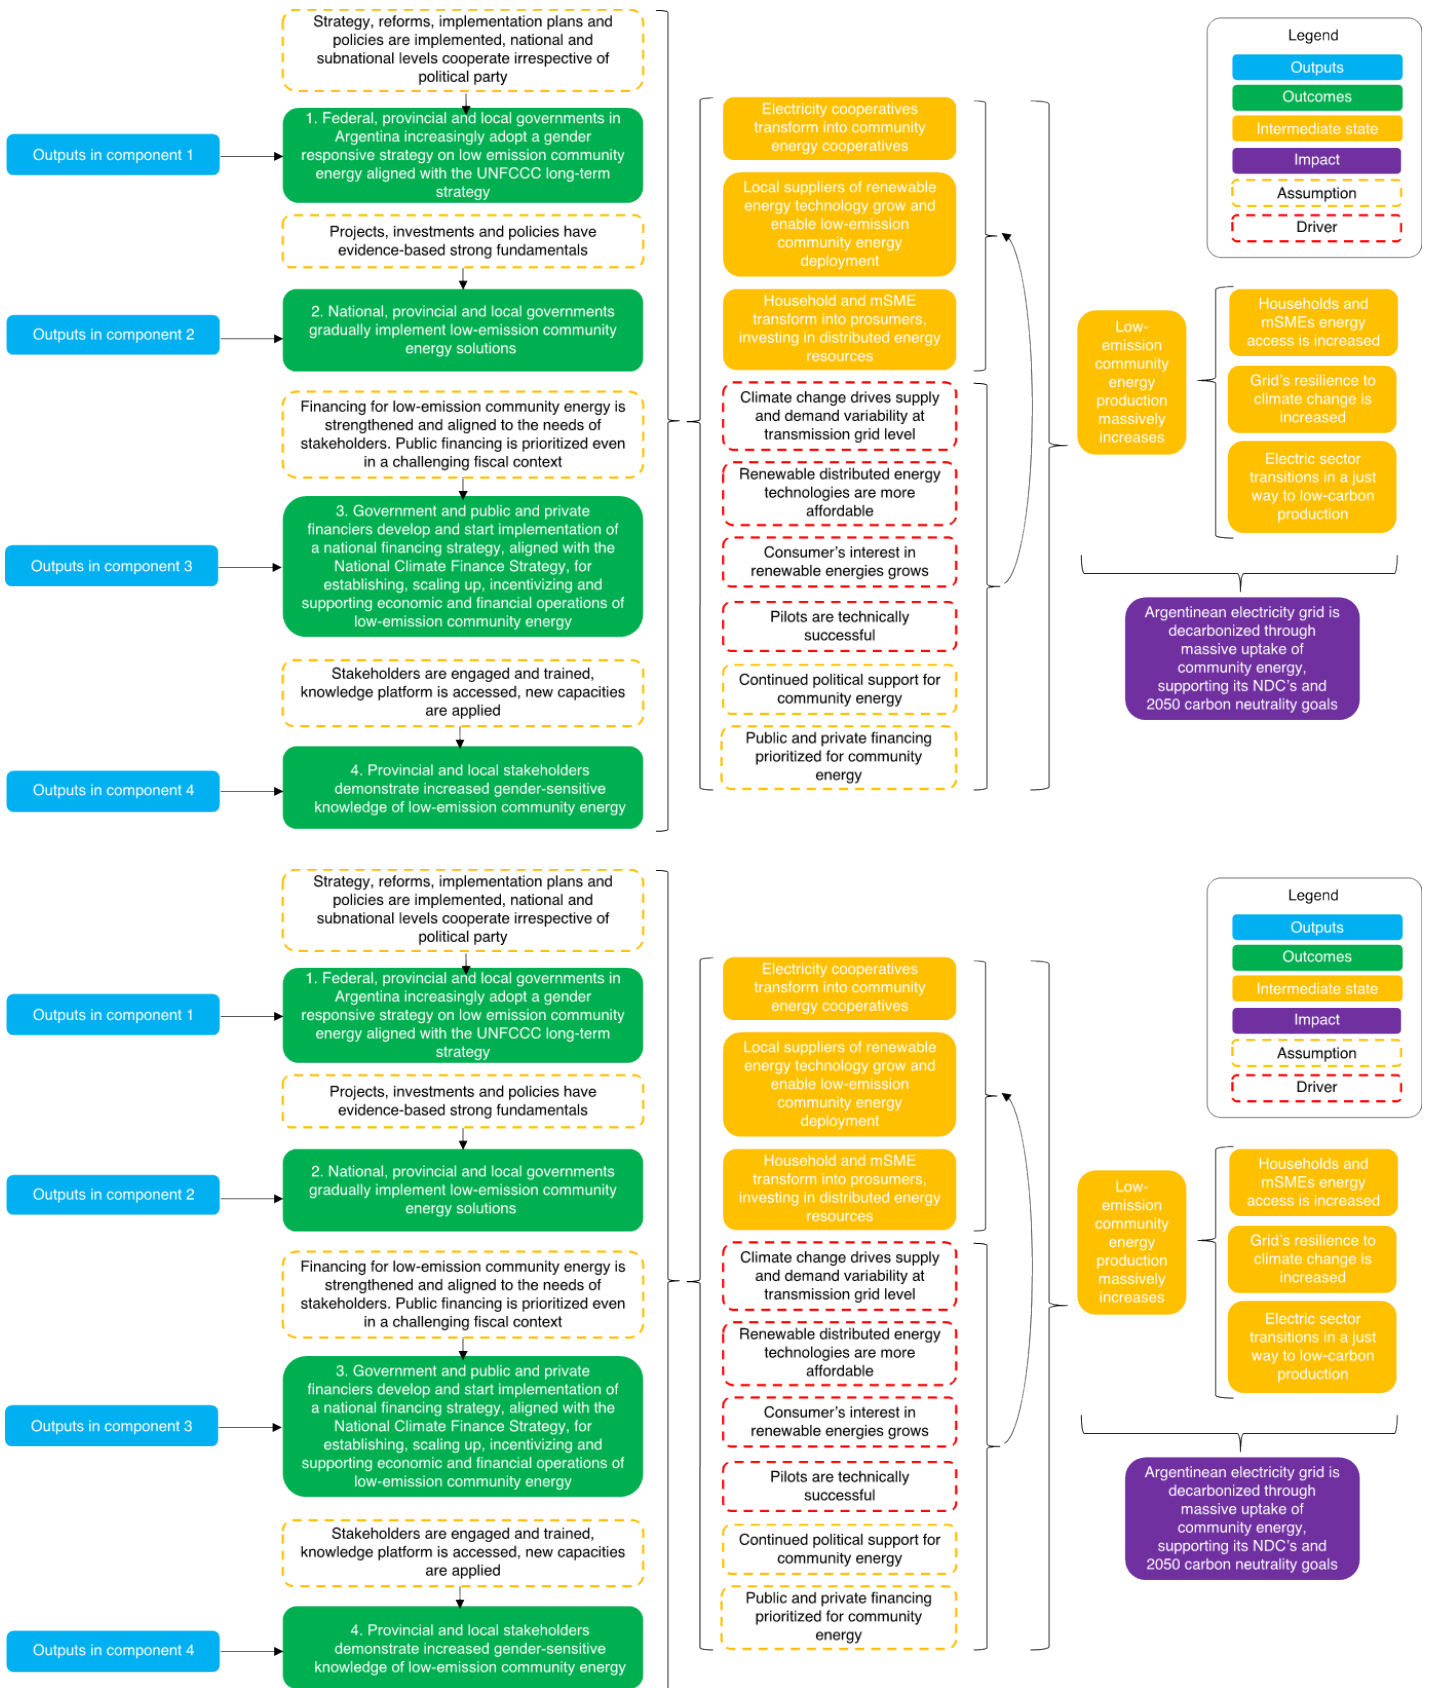 Strategy, reforms, implementation plans and
policies are implemented, national and
subnational levels cooperate irrespective of
political party
Outputs in component 1
1. Federal, provincial and local governments in
Argentina increasingly adopt a gender
responsive strategy on low emission community
energy aligned with the UNFCCC long-term
strategy
Projects, investments and policies have
evidence-based strong fundamentals
Outputs in component 2
2. National, provincial and local governments
gradually implement low-emission community
energy solutions
Financing for low-emission community energy is
strengthened and aligned to the needs of
stakeholders. Public financing is prioritized even
in a challenging fiscal context
Outputs in component 3
3. Government and public and private
financiers develop and start implementation of
a national financing strategy, aligned with the
National Climate Finance Strategy, for
establishing, scaling up, incentivizing and
supporting economic and financial operations of
low-emission community energy
Stakeholders are engaged and trained,
knowledge platform is accessed, new capacities
are applied
Outputs in component 4
4. Provincial and local stakeholders
demonstrate increased gender-sensitive
knowledge of low-emission community energy
Electricity cooperatives
transform into community
energy cooperatives
Local suppliers of renewable
energy technology grow and
enable low-emission
community energy
deployment
Household and mSME
transform into prosumers,
investing in distributed energy
resources
Climate change drives supply
and demand variability at
transmission grid level
Renewable distributed energy
technologies are more
affordable
Consumer's interest in
renewable energies grows
Pilots are technically
successful
Continued political support for
community energy
Public and private financing
prioritized for community
energy
Low-
emission
community
energy
production
massively
increases
Households and
mSMEs energy
access is increased
Grid's resilience to
climate change is
increased
Electric sector
transitions in a just
way to low-carbon
production
Argentinean electricity grid is
decarbonized through
massive uptake of
community energy,
supporting its NDC's and
2050 carbon neutrality goals
Legend
Outputs
Outcomes
Intermediate state
Impact
Assumption
Driver
Strategy, reforms, implementation plans and
policies are implemented, national and
subnational levels cooperate irrespective of
political party
Outputs in component 1
1. Federal, provincial and local governments in
Argentina increasingly adopt a gender
responsive strategy on low emission community
energy aligned with the UNFCCC long-term
strategy
Projects, investments and policies have
evidence-based strong fundamentals
Outputs in component 2
2. National, provincial and local governments
gradually implement low-emission community
energy solutions
Financing for low-emission community energy is
strengthened and aligned to the needs of
stakeholders. Public financing is prioritized even
in a challenging fiscal context
Outputs in component 3
3. Government and public and private
financiers develop and start implementation of
a national financing strategy, aligned with the
National Climate Finance Strategy, for
establishing, scaling up, incentivizing and
supporting economic and financial operations of
low-emission community energy
Stakeholders are engaged and trained,
knowledge platform is accessed, new capacities
are applied
Outputs in component 4
4. Provincial and local stakeholders
demonstrate increased gender-sensitive
knowledge of low-emission community energy
Electricity cooperatives
transform into community
energy cooperatives
Local suppliers of renewable
energy technology grow and
enable low-emission
community energy
deployment
Household and mSME
transform into prosumers,
investing in distributed energy
resources
Climate change drives supply
and demand variability at
transmission grid level
Renewable distributed energy
technologies are more
affordable
Consumer's interest in
renewable energies grows
Pilots are technically
successful
Continued political support for
community energy
Public and private financing
prioritized for community
energy
Low-
emission
community
energy
production
massively
increases
Households and
mSMEs energy
access is increased
Grid's resilience to
climate change is
increased
Electric sector
transitions in a just
way to low-carbon
production
Argentinean electricity grid is
decarbonized through
massive uptake of
community energy,
supporting its NDC's and
2050 carbon neutrality goals
Legend
Outputs
Outcomes
Intermediate state
Impact
Assumption
Driver